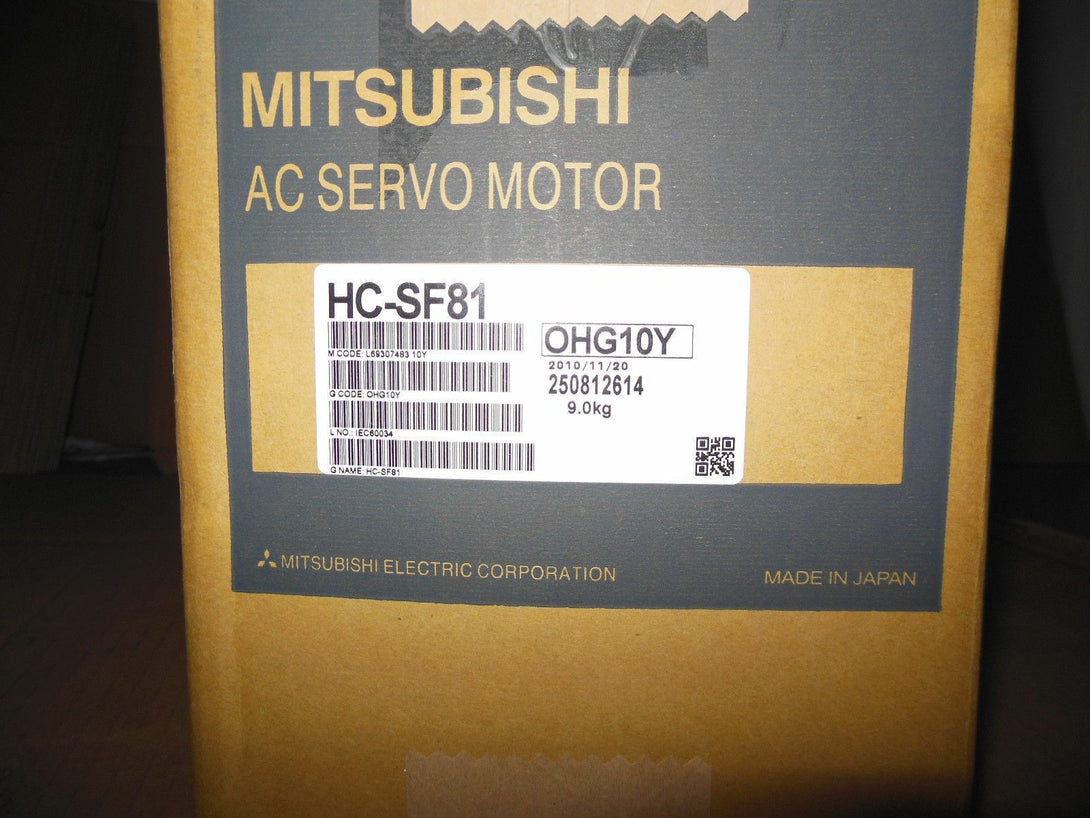 MITSUBISHI
AC SERVO MOTOR
HC-SF81
M CODE: L69307483 10Y
OHG10Y
2010/11/20
G CODE: OHG10Y
250812614
9.0kg
L NO.: IEC60034
G NAME: HC-SF81
MITSUBISHI ELECTRIC CORPORATION
MADE IN JAPAN